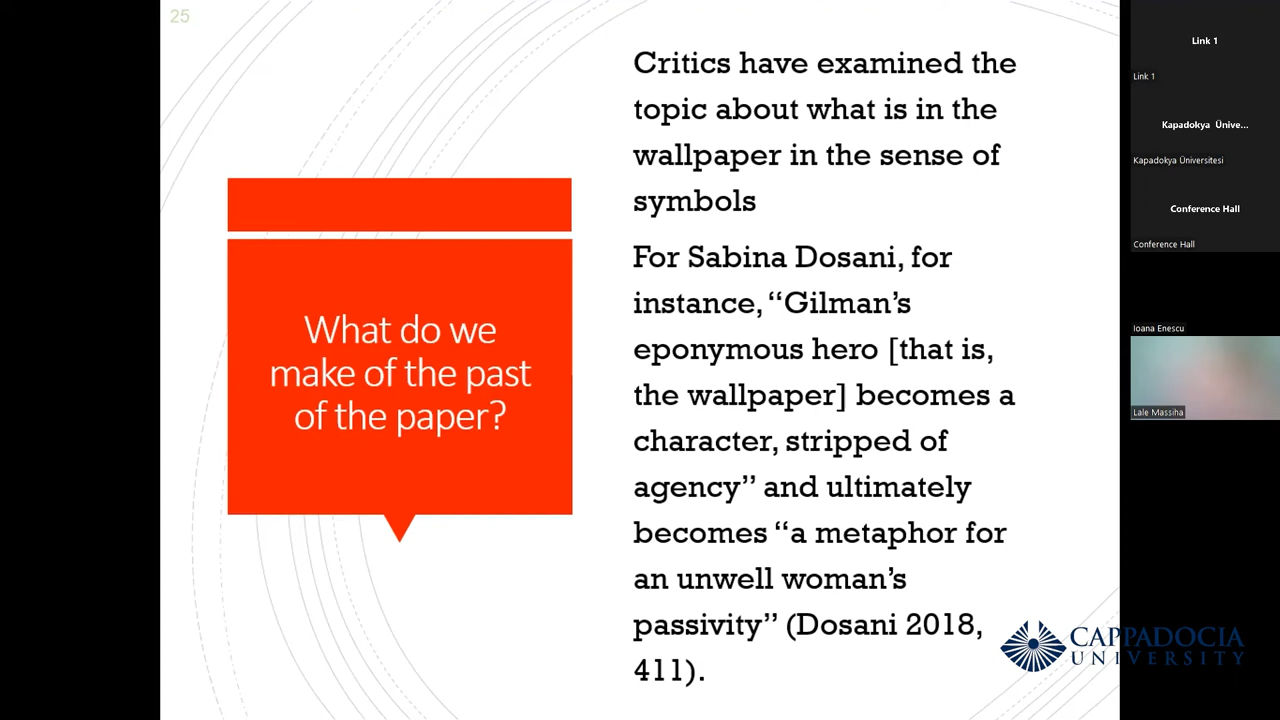 25
What do we
make of the past
of the paper?
Critics have examined the
topic about what is in the
wallpaper in the sense of
symbols
For Sabina Dosani, for
instance, “Gilman’s
eponymous hero [that is,
the wallpaper] becomes a
character, stripped of
agency” and ultimately
becomes “a metaphor for
an unwell woman’s
passivity” (Dosani 2018,
411).
CAPPADOCIA
UNIVERSITY
Link 1
Link 1
Kapadokya Ünive...
Kapadokya Üniversitesi
Conference Hall
Conference Hall
Ioana Enescu
Lale Massiha